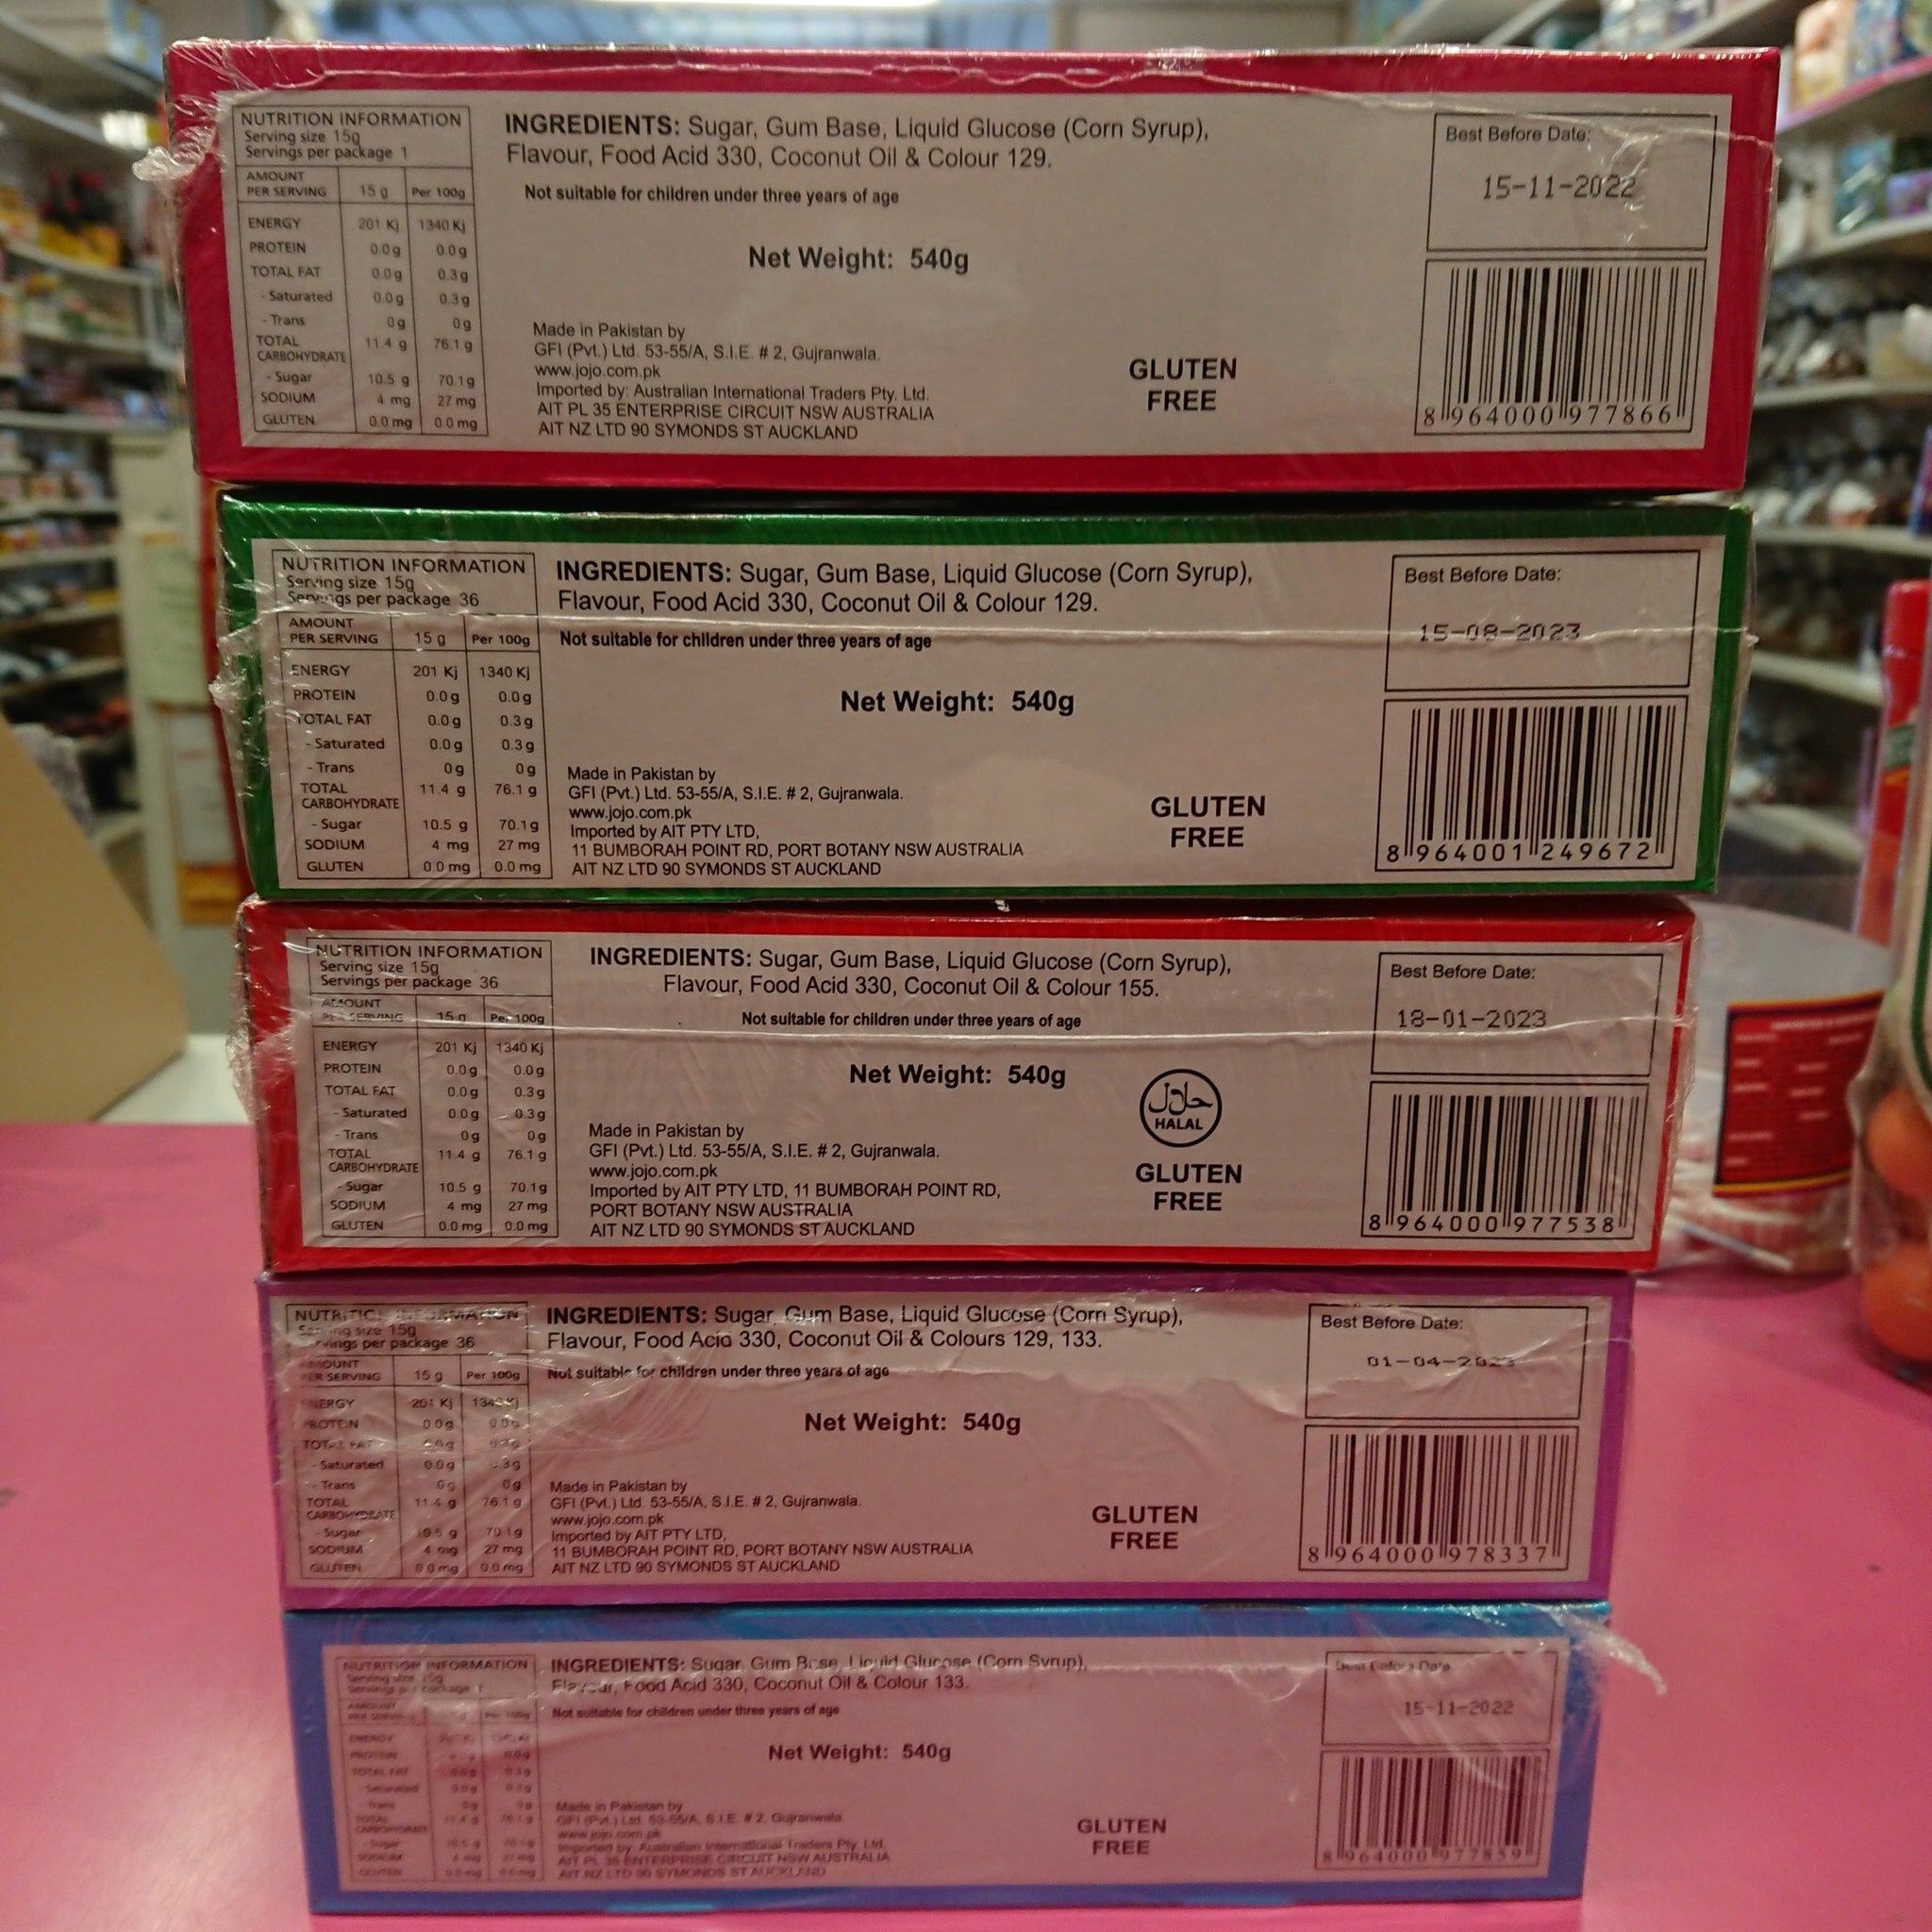 NUTRITION INFORMATION
Serving size 15g
Servings per package 1
AMOUNT
PER SERVING 15 g Per 100g
ENERGY 201 Kj 1340 Kj
PROTEIN 0.0g 0.0g
TOTAL FAT 0.0g 0.3g
- Saturated 0.0g 0.3g
- Trans 0g 0g
TOTAL
CARBOHYDRATE 11.4 g 76.1 g
- Sugar 10.5 g 70.1g
SODIUM 4 mg 27 mg
GLUTEN 0.0 mg 0.0 mg
INGREDIENTS: Sugar, Gum Base, Liquid Glucose (Corn Syrup),
Flavour, Food Acid 330, Coconut Oil & Colour 129.
Not suitable for children under three years of age
Net Weight: 540g
Made in Pakistan by
GFI (Pvt.) Ltd. 53-55/A, S.I.E. # 2, Gujranwala.
www.jojo.com.pk
Imported by: Australian International Traders Pty. Ltd.
AIT PL 35 ENTERPRISE CIRCUIT NSW AUSTRALIA
AIT NZ LTD 90 SYMONDS ST AUCKLAND
GLUTEN
FREE
Best Before Date:
15-11-2022
8 964000 977866
NUTRITION INFORMATION
Serving size 15g
Servings per package 36
AMOUNT
PER SERVING 15 g Per 100g
ENERGY 201 Kj 1340 Kj
PROTEIN 0.0g 0.0g
TOTAL FAT 0.0g 0.3g
- Saturated 0.0g 0.3g
- Trans 0g 0g
TOTAL
CARBOHYDRATE 11.4 g 76.1 g
- Sugar 10.5 g 70.1g
SODIUM 4 mg 27 mg
GLUTEN 0.0 mg 0.0 mg
INGREDIENTS: Sugar, Gum Base, Liquid Glucose (Corn Syrup),
Flavour, Food Acid 330, Coconut Oil & Colour 129.
Not suitable for children under three years of age
Net Weight: 540g
Made in Pakistan by
GFI (Pvt.) Ltd. 53-55/A, S.I.E. # 2, Gujranwala.
www.jojo.com.pk
Imported by AIT PTY LTD,
11 BUMBORAH POINT RD, PORT BOTANY NSW AUSTRALIA
AIT NZ LTD 90 SYMONDS ST AUCKLAND
GLUTEN
FREE
Best Before Date:
15-08-2023
8 964001 249672
NUTRITION INFORMATION
Serving size 15g
Servings per package 36
AMOUNT
PER SERVING 15 g Per 100g
ENERGY 201 Kj 1340 Kj
PROTEIN 0.0g 0.0g
TOTAL FAT 0.0g 0.3g
- Saturated 0.0g 0.3g
- Trans 0g 0g
TOTAL
CARBOHYDRATE 11.4 g 76.1 g
- Sugar 10.5 g 70.1g
SODIUM 4 mg 27 mg
GLUTEN 0.0 mg 0.0 mg
INGREDIENTS: Sugar, Gum Base, Liquid Glucose (Corn Syrup),
Flavour, Food Acid 330, Coconut Oil & Colour 155.
Not suitable for children under three years of age
Net Weight: 540g
Made in Pakistan by
GFI (Pvt.) Ltd. 53-55/A, S.I.E. # 2, Gujranwala.
www.jojo.com.pk
Imported by AIT PTY LTD, 11 BUMBORAH POINT RD,
PORT BOTANY NSW AUSTRALIA
AIT NZ LTD 90 SYMONDS ST AUCKLAND
حلال
HALAL
GLUTEN
FREE
Best Before Date:
18-01-2023
8 964000 977538
NUTRITION INFORMATION
Serving size 15g
Servings per package 36
AMOUNT
PER SERVING 15 g Per 100g
ENERGY 201 Kj
PROTEIN 0.0g
TOTAL FAT
- Saturated 0.0g
- Trans 0g 0g
TOTAL
CARBOHYDRATE 11.4 g 76.1 g
- Sugar 10.5 g 70.1g
SODIUM 4 mg 27 mg
GLUTEN 0.0 mg 0.0 mg
INGREDIENTS: Sugar, Gum Base, Liquid Glucose (Corn Syrup),
Flavour, Food Acid 330, Coconut Oil & Colours 129, 133.
Not suitable for children under three years of age
Net Weight: 540g
Made in Pakistan by
GFI (Pvt.) Ltd. 53-55/A, S.I.E. # 2, Gujranwala.
www.jojo.com.pk
Imported by AIT PTY LTD,
11 BUMBORAH POINT RD, PORT BOTANY NSW AUSTRALIA
AIT NZ LTD 90 SYMONDS ST AUCKLAND
GLUTEN
FREE
Best Before Date:
8 964000 978337
NUTRITION INFORMATION
Serving size 15g
INGREDIENTS: Sugar, Gum Base, Liquid Glucose (Corn Syrup),
Flavour, Food Acid 330, Coconut Oil & Colour 133.
Not suitable for children under three years of age
Net Weight: 540g
Made in Pakistan by
GFI (Pvt.) Ltd. 53-55/A, S.I.E. # 2, Gujranwala.
www.jojo.com.pk
Imported by: Australian International Traders Pty. Ltd.
AIT PL 35 ENTERPRISE CIRCUIT NSW AUSTRALIA
AIT NZ LTD 90 SYMONDS ST AUCKLAND
GLUTEN
FREE
Best Before Date
15-11-2022
8 964000 977859